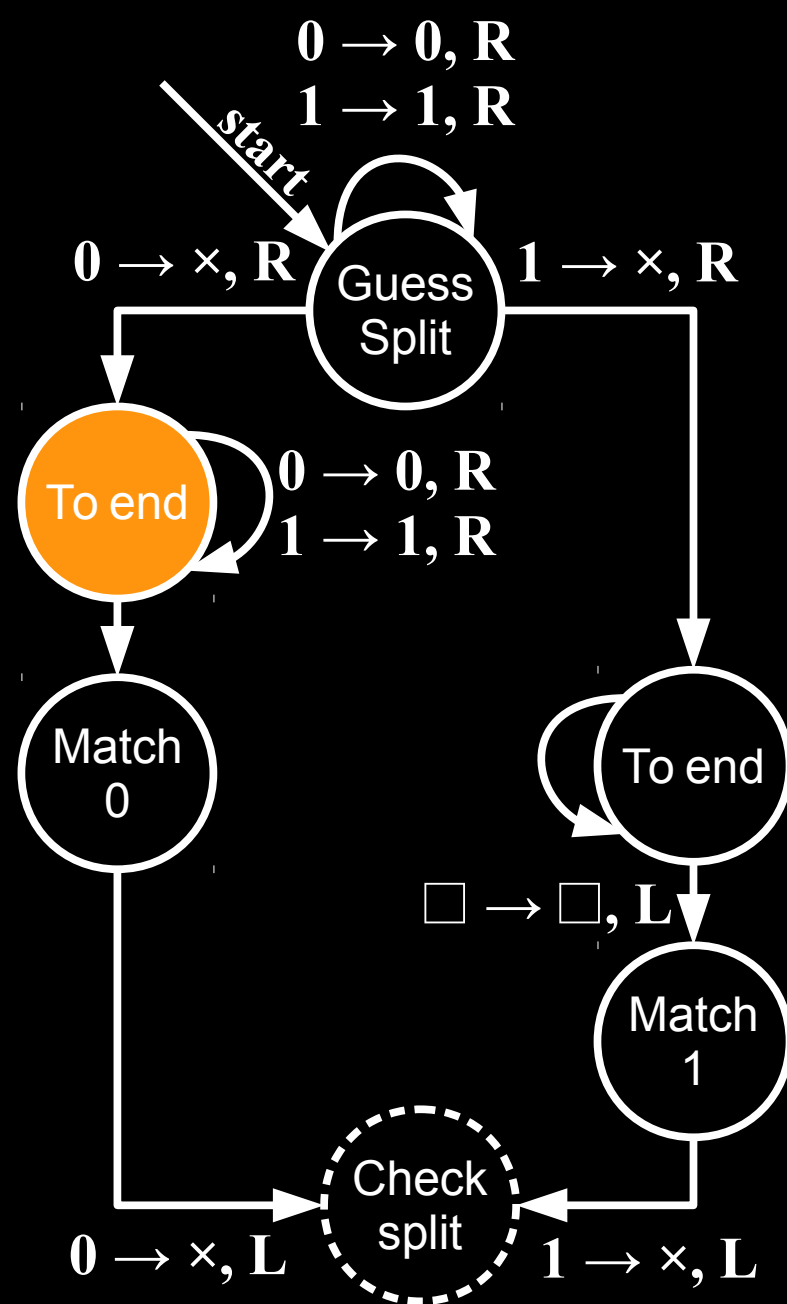 0 → 0, R
1 → 1, R
start
0 → ×, R
Guess
Split
1 → ×, R
To end
0 → 0, R
1 → 1, R
Match
0
To end
□ → □, L
Match
1
Check
split
0 → ×, L
1 → ×, L